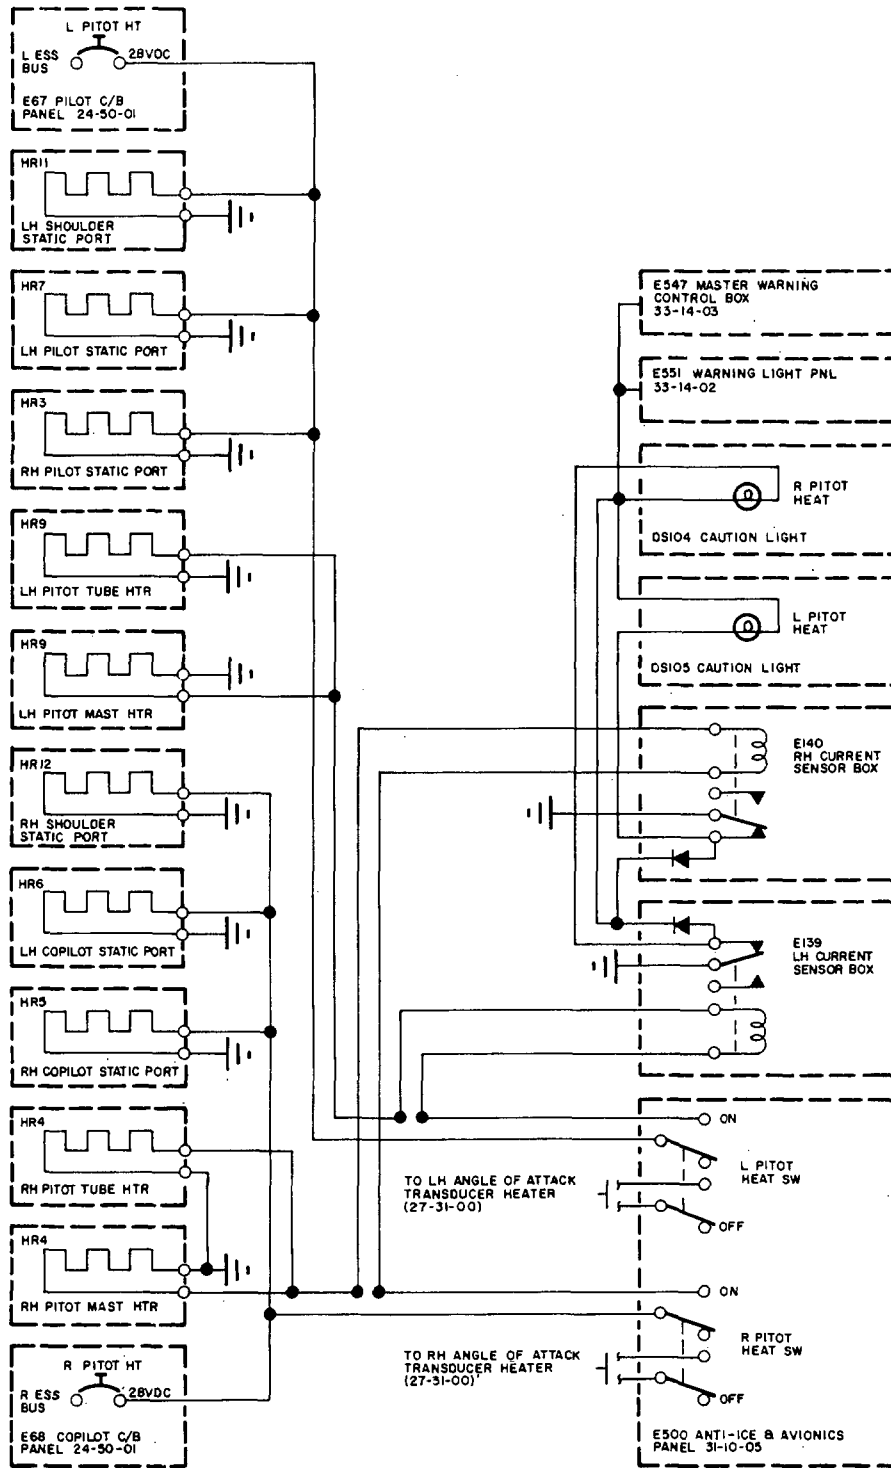 L PITOT HT
L ESS
BUS
28VDC
E67 PILOT C/B
PANEL 24-50-01
HR11
LH SHOULDER
STATIC PORT
HR7
LH PILOT STATIC PORT
HR3
RH PILOT STATIC PORT
HR9
LH PITOT TUBE HTR
HR9
LH PITOT MAST HTR
HR12
RH SHOULDER
STATIC PORT
HR6
LH COPILOT STATIC PORT
HR5
RH COPILOT STATIC PORT
HR4
RH PITOT TUBE HTR
HR4
RH PITOT MAST HTR
R PITOT HT
R ESS
BUS
28VDC
E68 COPILOT C/B
PANEL 24-50-01
E547 MASTER WARNING
CONTROL BOX
33-14-03
E551 WARNING LIGHT PNL
33-14-02
R PITOT
HEAT
DS104 CAUTION LIGHT
L PITOT
HEAT
DS105 CAUTION LIGHT
E140
RH CURRENT
SENSOR BOX
E139
LH CURRENT
SENSOR BOX
ON
L PITOT
HEAT SW
TO LH ANGLE OF ATTACK
TRANSDUCER HEATER
(27-31-00)
OFF
ON
R PITOT
HEAT SW
TO RH ANGLE OF ATTACK
TRANSDUCER HEATER
(27-31-00)
OFF
E500 ANTI-ICE & AVIONICS
PANEL 31-10-05